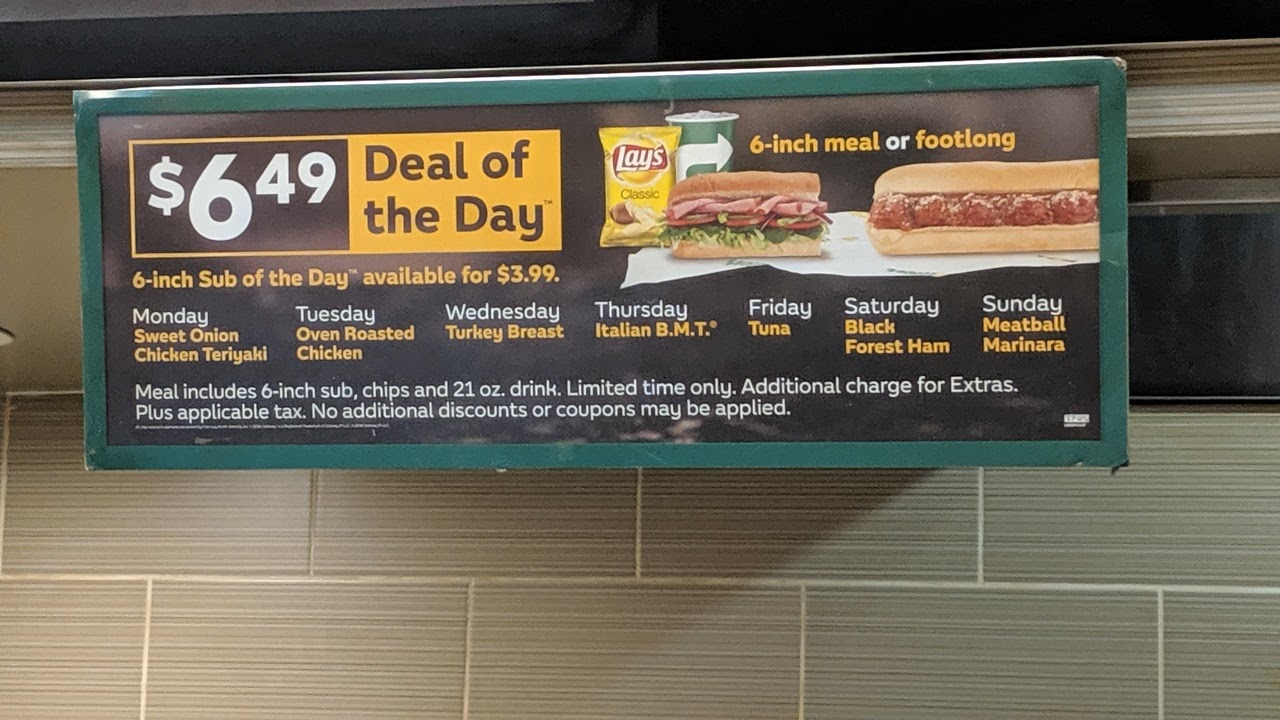 $6.49
Deal of
the Day™
Lay's
Classic
6-inch meal or footlong
6-inch Sub of the Day™ available for $3.99.
Monday
Sweet Onion
Chicken Teriyaki
Tuesday
Oven Roasted
Chicken
Wednesday
Turkey Breast
Thursday
Italian B.M.T.®
Friday
Tuna
Saturday
Black
Forest Ham
Sunday
Meatball
Marinara
Meal includes 6-inch sub, chips and 21 oz. drink. Limited time only. Additional charge for Extras.
Plus applicable tax. No additional discounts or coupons may be applied.